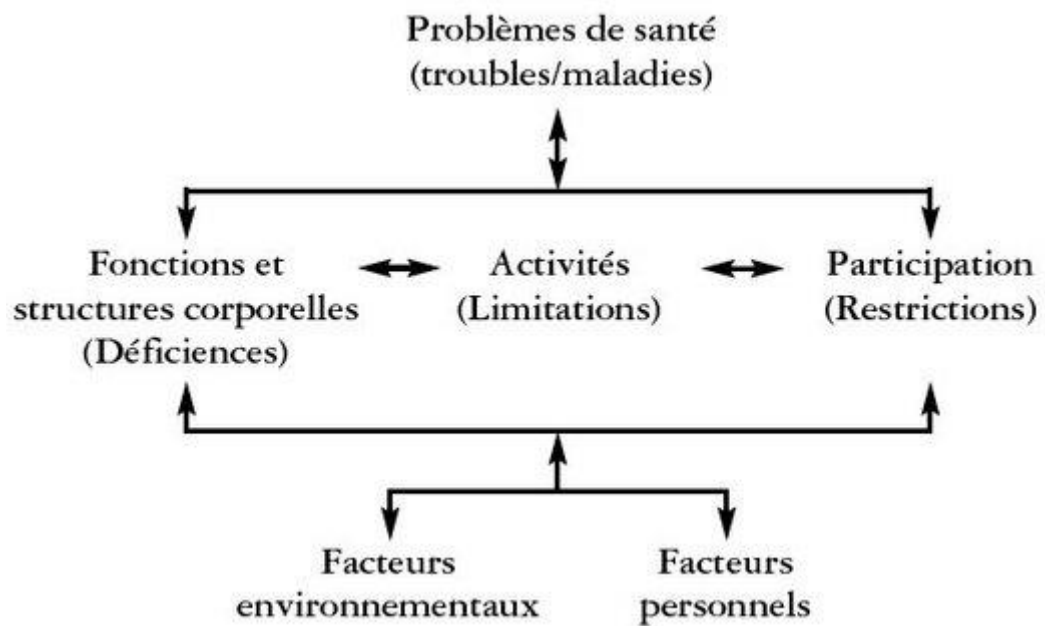 Problèmes de santé
(troubles/maladies)
Fonctions et
structures corporelles
(Déficiences)
Activités
(Limitations)
Participation
(Restrictions)
Facteurs
environnementaux
Facteurs
personnels